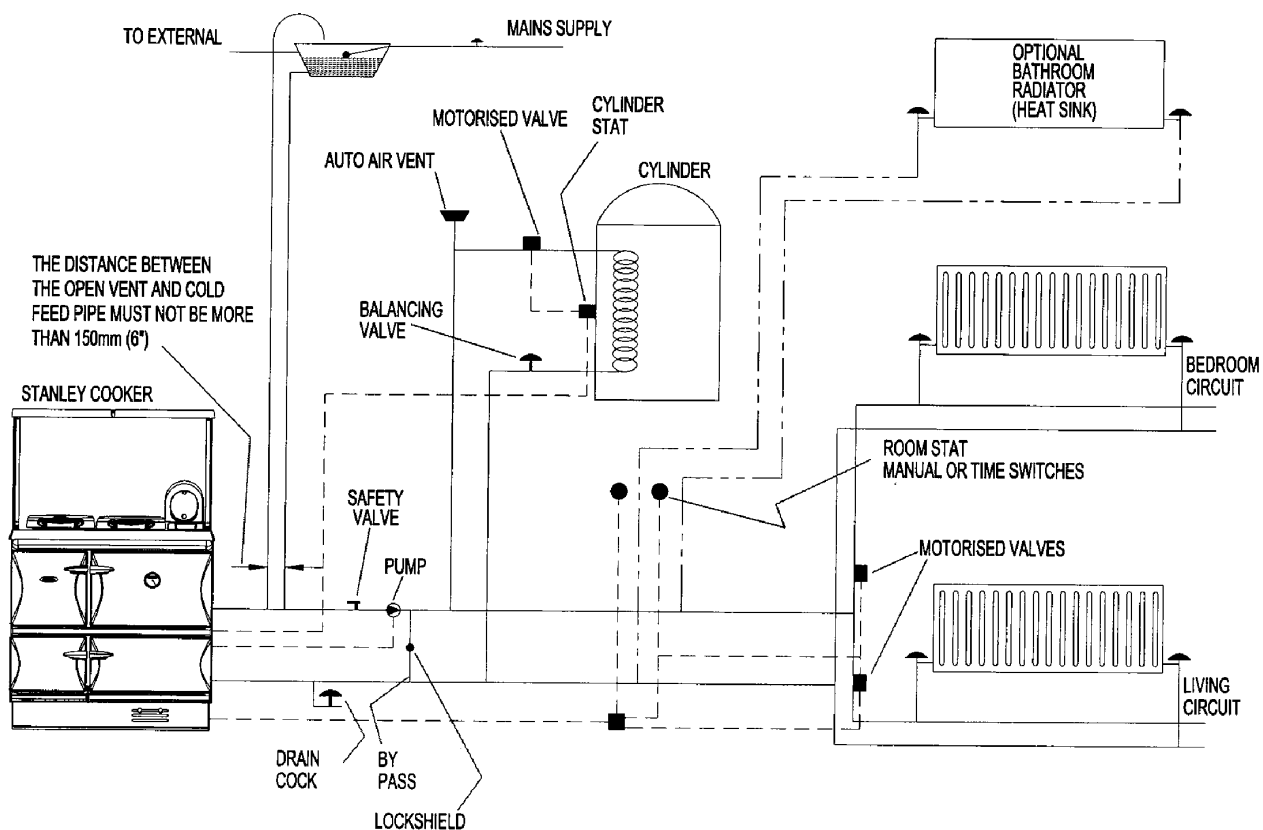 TO EXTERNAL
MAINS SUPPLY
OPTIONAL
BATHROOM
RADIATOR
(HEAT SINK)
MOTORISED VALVE
CYLINDER
STAT
AUTO AIR VENT
CYLINDER
THE DISTANCE BETWEEN
THE OPEN VENT AND COLD
FEED PIPE MUST NOT BE MORE
THAN 150mm (6")
BALANCING
VALVE
BEDROOM
CIRCUIT
STANLEY COOKER
ROOM STAT
MANUAL OR TIME SWITCHES
SAFETY
VALVE
PUMP
MOTORISED VALVES
LIVING
CIRCUIT
DRAIN
COCK
BY
PASS
LOCKSHIELD